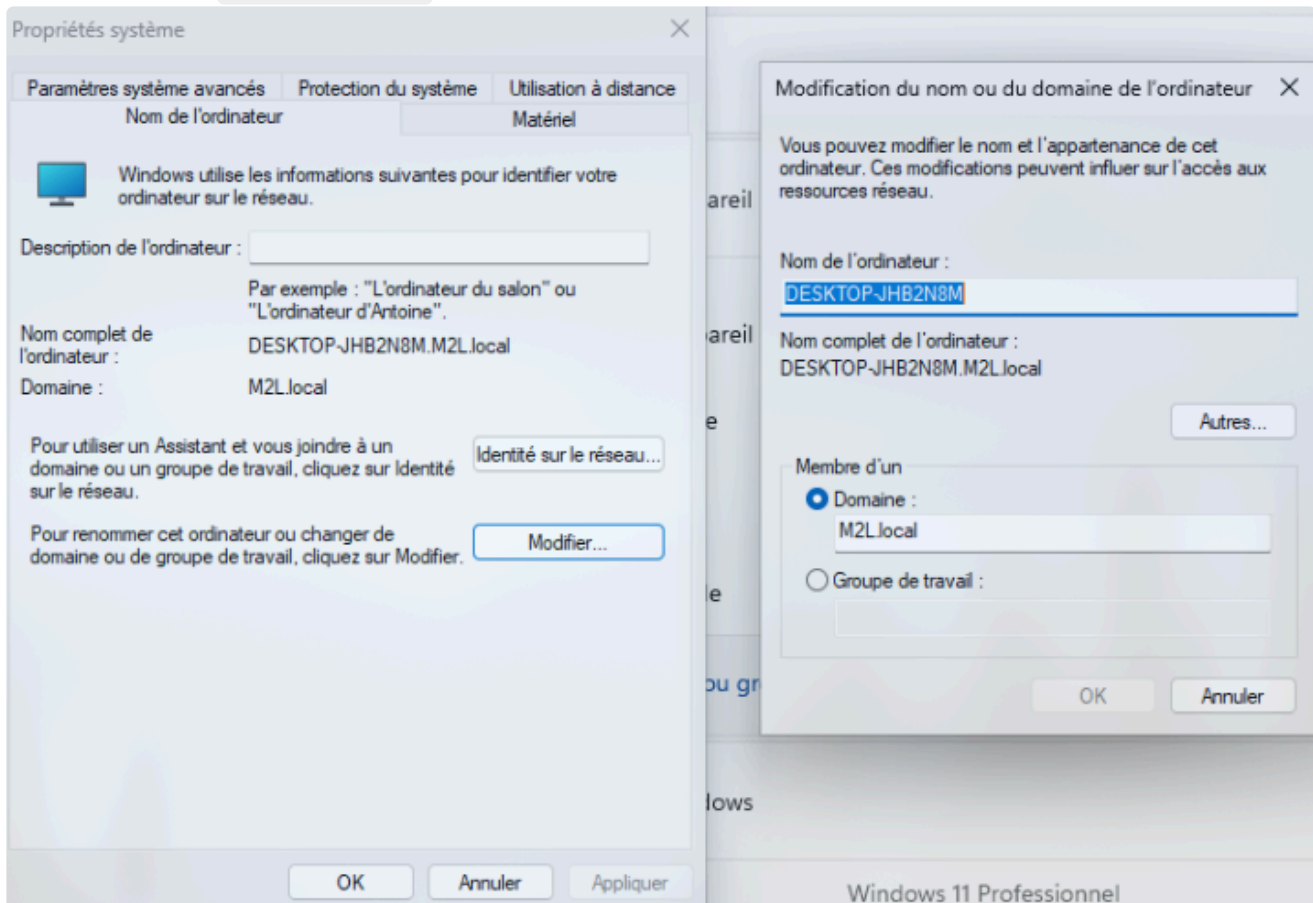 Propriétés système
Paramètres système avancés Protection du système Utilisation à distance
Nom de l'ordinateur Matériel
Windows utilise les informations suivantes pour identifier votre
ordinateur sur le réseau.
Description de l'ordinateur :
Par exemple : "L'ordinateur du salon" ou
"L'ordinateur d'Antoine".
Nom complet de
l'ordinateur :
DESKTOP-JHB2N8M.M2L.local
Domaine : M2L.local
Pour utiliser un Assistant et vous joindre à un
domaine ou un groupe de travail, cliquez sur Identité
sur le réseau.
Identité sur le réseau...
Pour renommer cet ordinateur ou changer de
domaine ou de groupe de travail, cliquez sur Modifier.
Modifier...
OK Annuler Appliquer
areil
areil
e
le
ou gr
lows
Modification du nom ou du domaine de l'ordinateur
Vous pouvez modifier le nom et l'appartenance de cet
ordinateur. Ces modifications peuvent influer sur l'accès aux
ressources réseau.
Nom de l'ordinateur :
DESKTOP-JHB2N8M
Nom complet de l'ordinateur :
DESKTOP-JHB2N8M.M2L.local
Autres...
Membre d'un
Domaine :
M2L.local
Groupe de travail :
OK Annuler
Windows 11 Professionnel